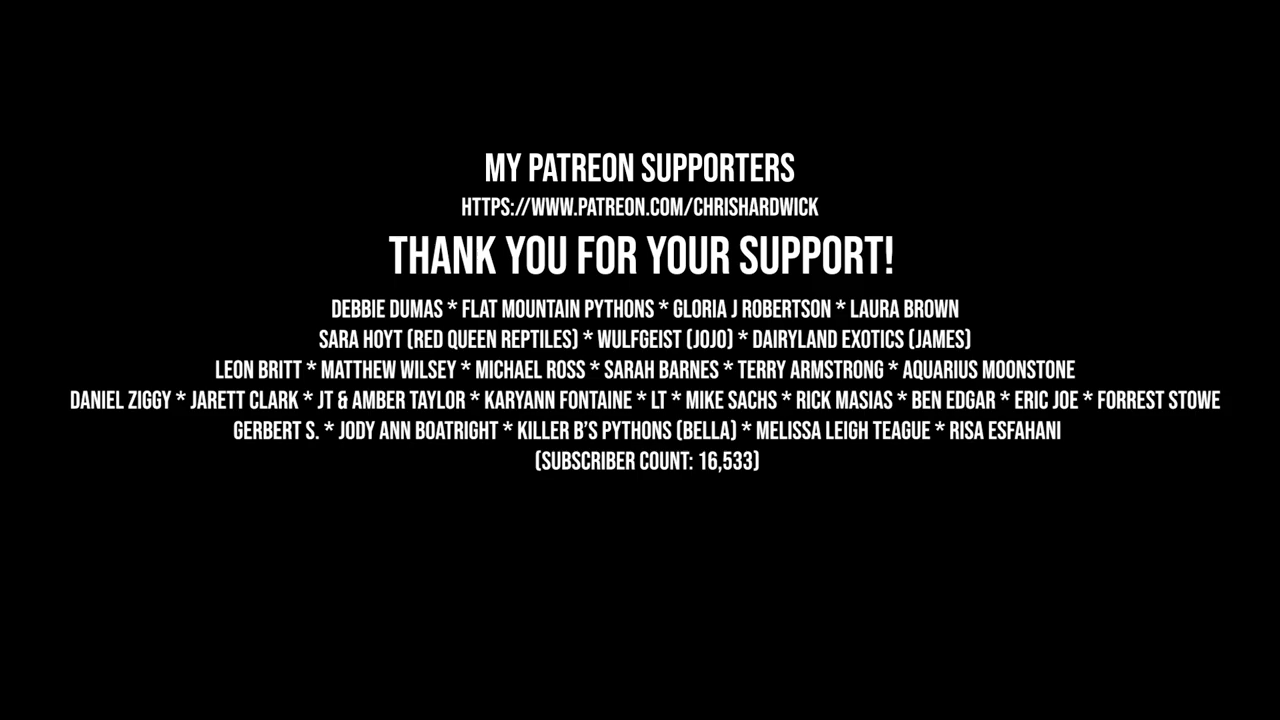 MY PATREON SUPPORTERS
HTTPS://WWW.PATREON.COM/CHRISHARDWICK
THANK YOU FOR YOUR SUPPORT!
DEBBIE DUMAS * FLAT MOUNTAIN PYTHONS * GLORIA J ROBERTSON * LAURA BROWN
SARA HOYT (RED QUEEN REPTILES) * WULFGEIST (JOJO) * DAIRYLAND EXOTICS (JAMES)
LEON BRITT * MATTHEW WILSEY * MICHAEL ROSS * SARAH BARNES * TERRY ARMSTRONG * AQUARIUS MOONSTONE
DANIEL ZIGGY * JARETT CLARK * JT & AMBER TAYLOR * KARYANN FONTAINE * LT * MIKE SACHS * RICK MASIAS * BEN EDGAR * ERIC JOE * FORREST STOWE
GERBERT S. * JODY ANN BOATRIGHT * KILLER B’S PYTHONS (BELLA) * MELISSA LEIGH TEAGUE * RISA ESFAHANI
(SUBSCRIBER COUNT: 16,533)